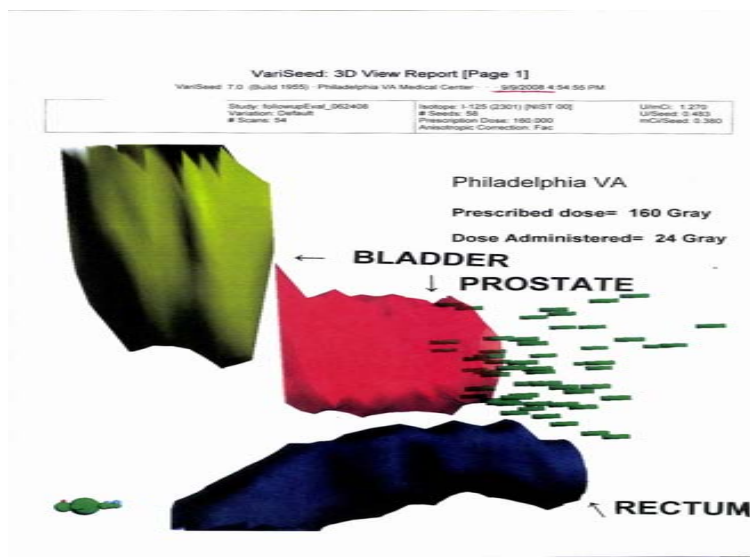 VariSeed: 3D View Report [Page 1]
VariSeed 7.0 (Build 1955) · Philadelphia VA Medical Center · 9/9/2008 4:54:55 PM
Study: followupEval_062408
Variation: Default
# Scans: 54
Isotope: I-125 (2301) [NIST 00]
# Seeds: 58
Prescription Dose: 160.000
Anisotropic Correction: Fac
U/mCi: 1.270
U/Seed: 0.483
mCi/Seed: 0.380
Philadelphia VA
Prescribed dose= 160 Gray
Dose Administered= 24 Gray
← BLADDER
↓ PROSTATE
↖ RECTUM